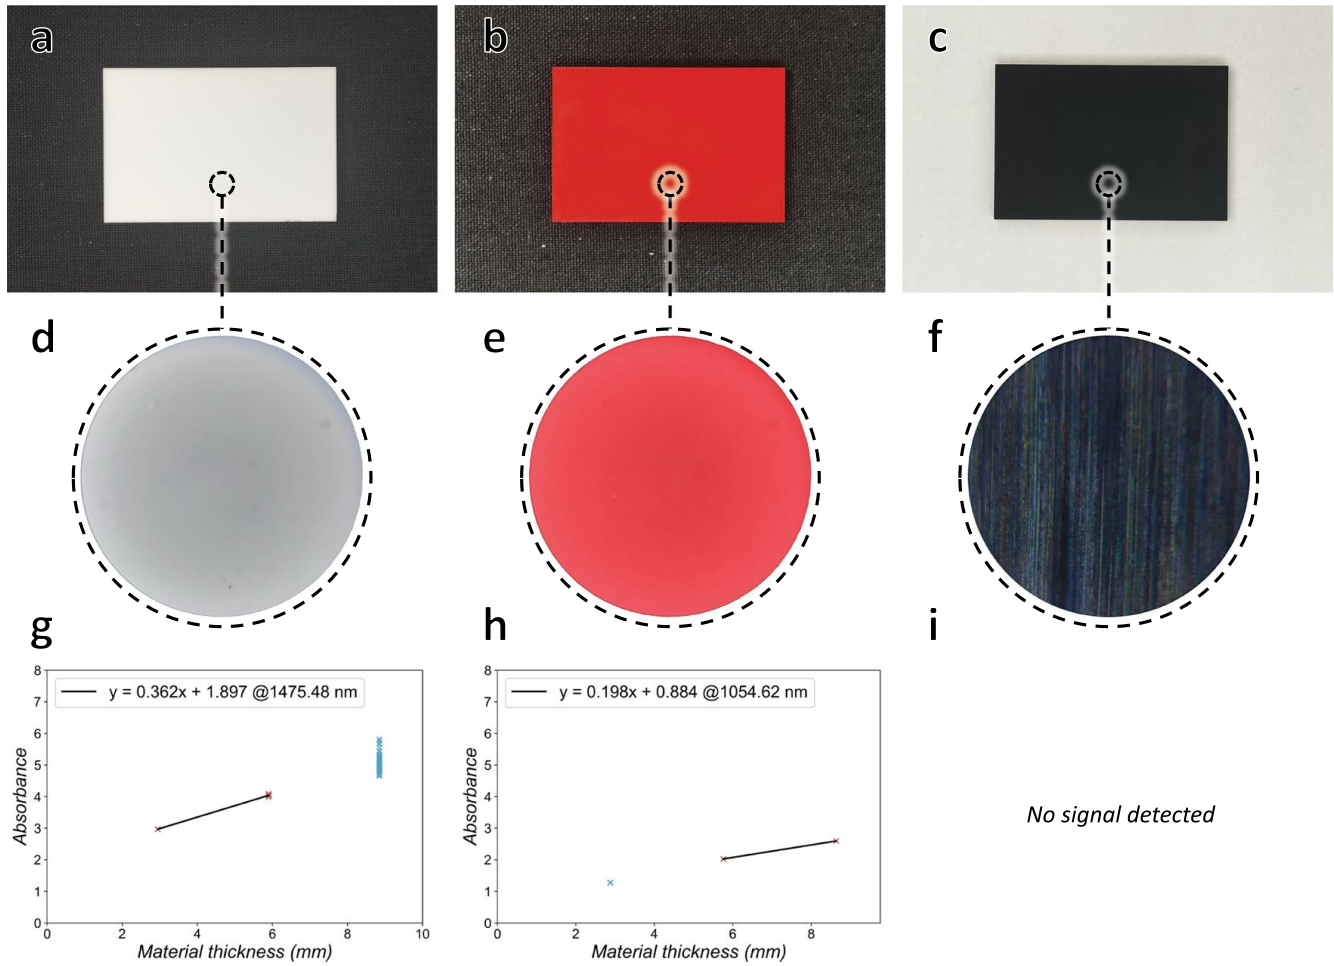 a
b
c
d
e
f
g
h
i
8
7
6
5
4
3
2
1
0
y = 0.362x + 1.897 @1475.48 nm
Absorbance
0
2
4
6
8
10
Material thickness (mm)
8
7
6
5
4
3
2
1
0
y = 0.198x + 0.884 @1054.62 nm
Absorbance
0
2
4
6
8
Material thickness (mm)
No signal detected